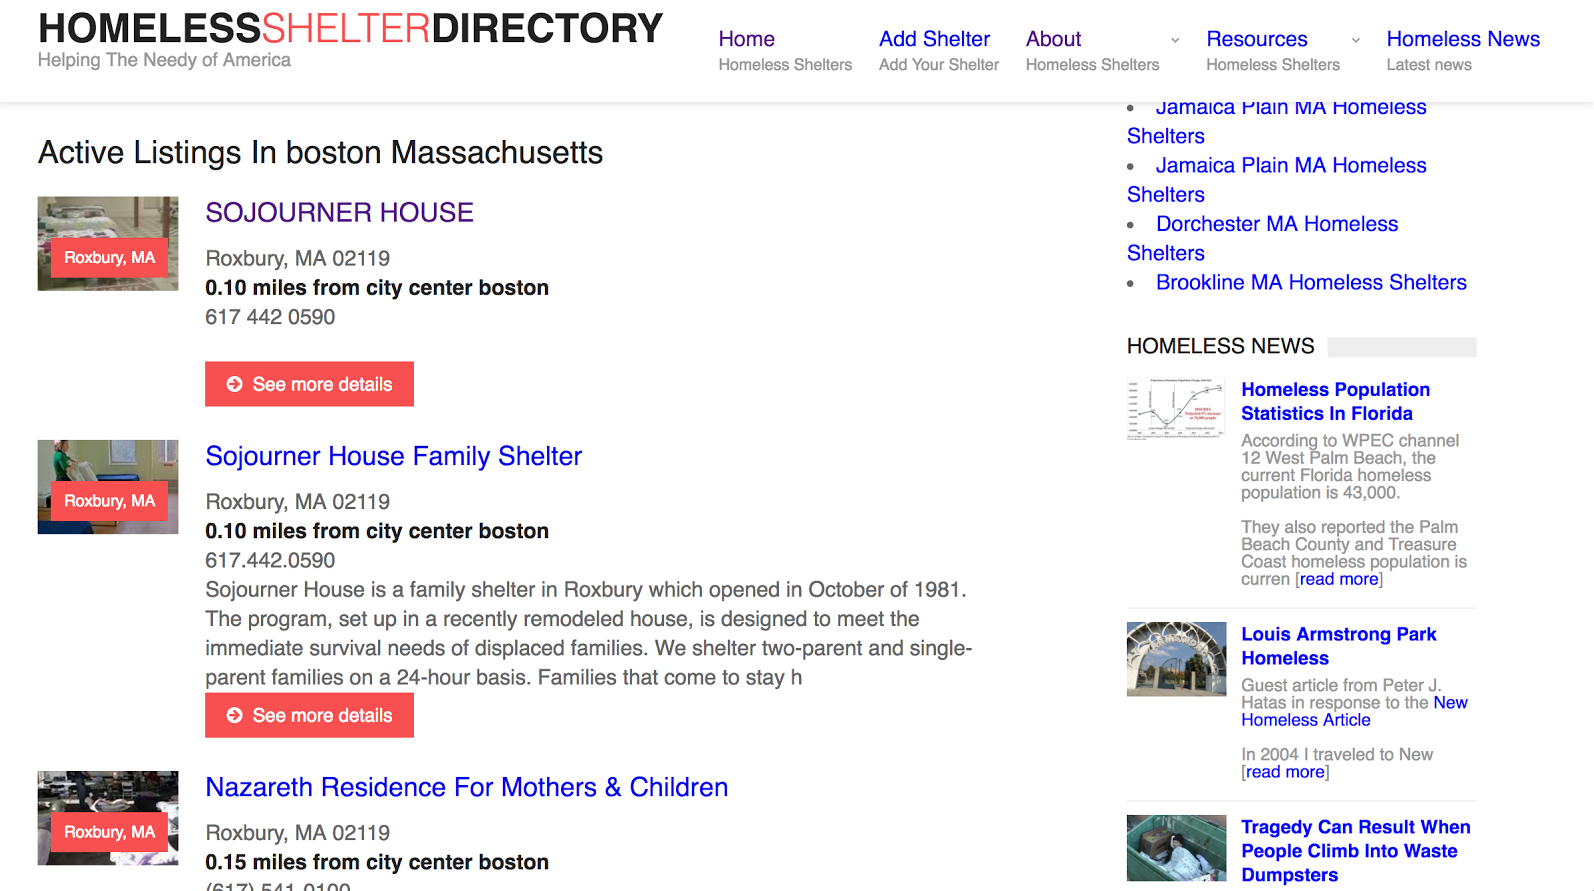 HOMELESSSHELTERDIRECTORY
Helping The Needy of America
Home
Homeless Shelters
Add Shelter
Add Your Shelter
About
Homeless Shelters
Resources
Homeless Shelters
Homeless News
Latest news
Active Listings In boston Massachusetts
Roxbury, MA
SOJOURNER HOUSE
Roxbury, MA 02119
0.10 miles from city center boston
617 442 0590
See more details
Roxbury, MA
Sojourner House Family Shelter
Roxbury, MA 02119
0.10 miles from city center boston
617.442.0590
Sojourner House is a family shelter in Roxbury which opened in October of 1981.
The program, set up in a recently remodeled house, is designed to meet the
immediate survival needs of displaced families. We shelter two-parent and single-
parent families on a 24-hour basis. Families that come to stay h
See more details
Roxbury, MA
Nazareth Residence For Mothers & Children
Roxbury, MA 02119
0.15 miles from city center boston
(617) 541-0100
Jamaica Plain MA Homeless
Shelters
Jamaica Plain MA Homeless
Shelters
Dorchester MA Homeless
Shelters
Brookline MA Homeless Shelters
HOMELESS NEWS
Homeless Population
Statistics In Florida
According to WPEC channel
12 West Palm Beach, the
current Florida homeless
population is 43,000.
They also reported the Palm
Beach County and Treasure
Coast homeless population is
curren [read more]
Louis Armstrong Park
Homeless
Guest article from Peter J.
Hatas in response to the New
Homeless Article
In 2004 I traveled to New
[read more]
Tragedy Can Result When
People Climb Into Waste
Dumpsters